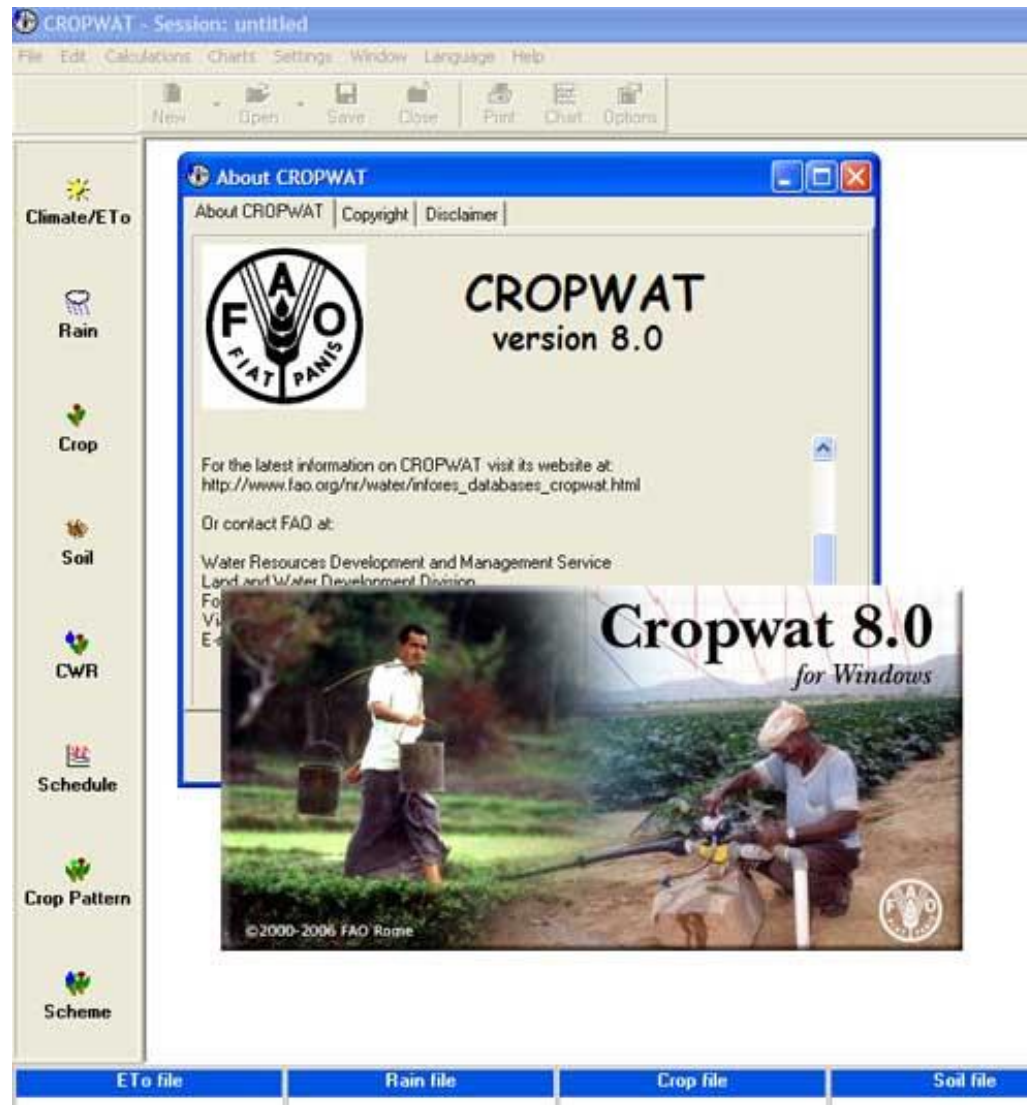 CROPWAT - Session: untitled
File Edit Calculations Charts Settings Window Language Help
New Open Save Close Print Chart Options
Climate/ETo
Rain
Crop
Soil
CWR
Schedule
Crop Pattern
Scheme
About CROPWAT
About CROPWAT Copyright Disclaimer
FAO
FIAT PANIS
CROPWAT
version 8.0
For the latest information on CROPWAT visit its website at:
http://www.fao.org/nr/water/infores_databases_cropwat.html
Or contact FAO at:
Water Resources Development and Management Service
Land and Water Development Division
Cropwat 8.0
for Windows
©2000-2006 FAO Rome
FAO
ETo file Rain file Crop file Soil file